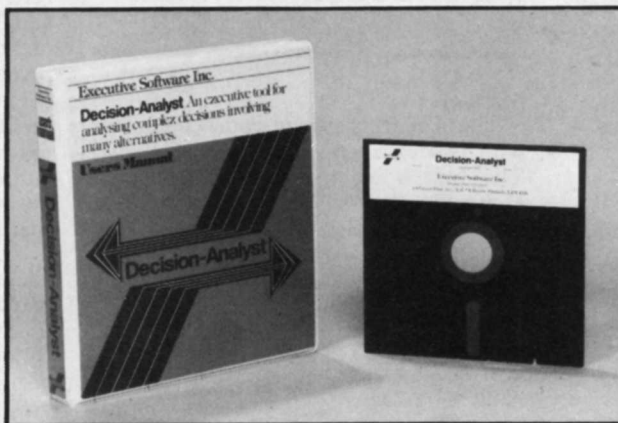 Executive Software Inc.
Decision-Analyst An executive tool for
analysing complex decisions involving
many alternatives.
Users Manual
Decision-Analyst
Decision-Analyst
Decision-Analyst
Executive Software Inc.